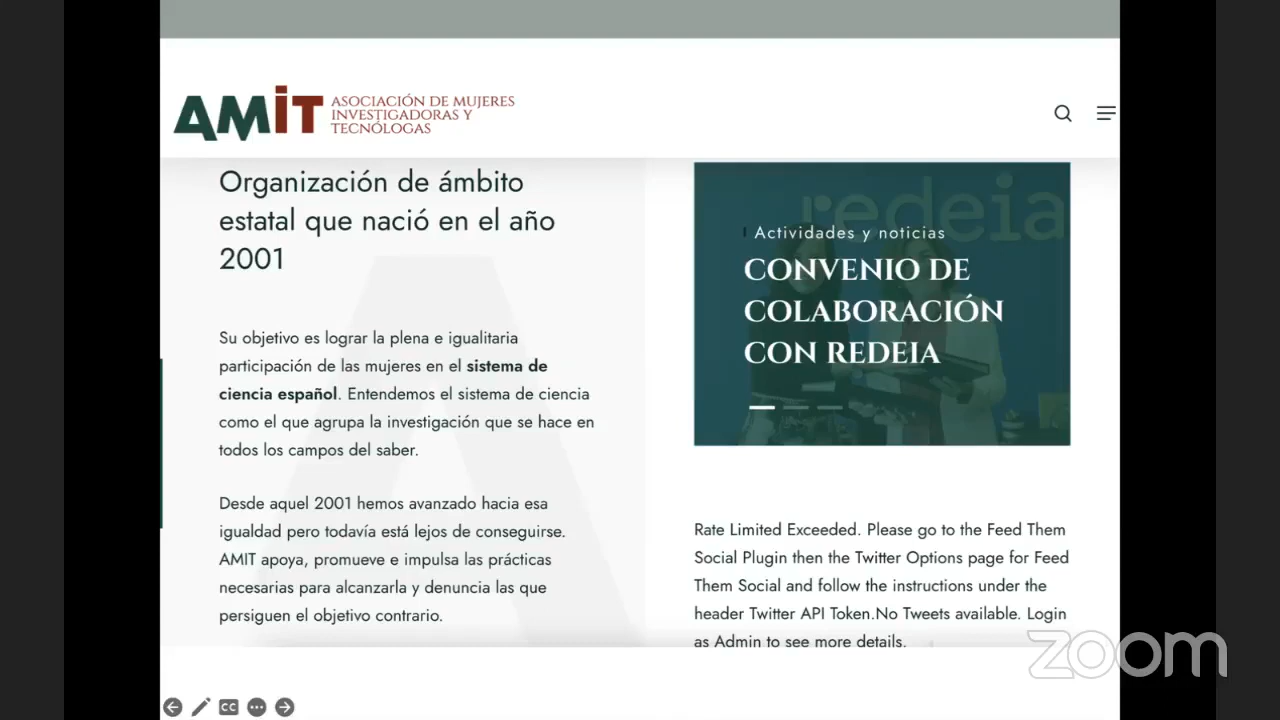 AMiT
ASOCIACIÓN DE MUJERES
INVESTIGADORAS Y
TECNÓLOGAS
Organización de ámbito
estatal que nació en el año
2001
Su objetivo es lograr la plena e igualitaria
participación de las mujeres en el sistema de
ciencia español. Entendemos el sistema de ciencia
como el que agrupa la investigación que se hace en
todos los campos del saber.
Desde aquel 2001 hemos avanzado hacia esa
igualdad pero todavía está lejos de conseguirse.
AMIT apoya, promueve e impulsa las prácticas
necesarias para alcanzarla y denuncia las que
persiguen el objetivo contrario.
redeia
Actividades y noticias
CONVENIO DE
COLABORACIÓN
CON REDEIA
Rate Limited Exceeded. Please go to the Feed Them
Social Plugin then the Twitter Options page for Feed
Them Social and follow the instructions under the
header Twitter API Token.No Tweets available. Login
as Admin to see more details.
zoom
CC